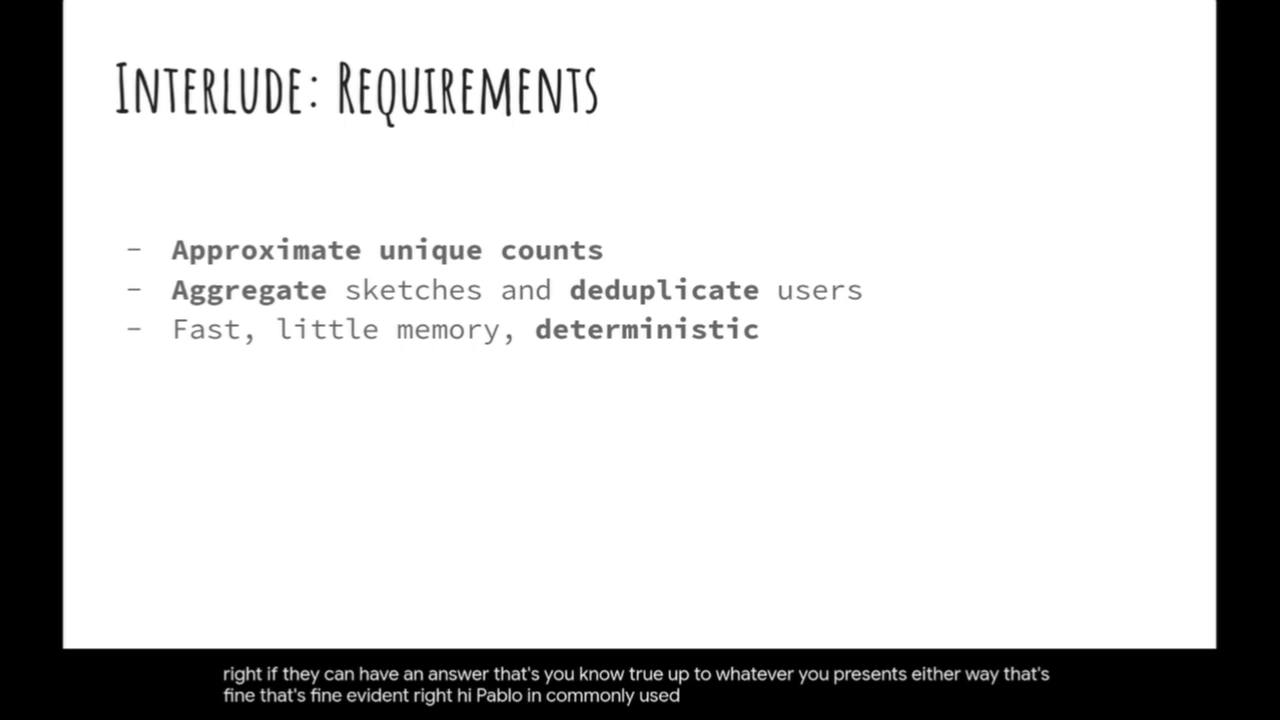 Interlude: Requirements
- Approximate unique counts
- Aggregate sketches and deduplicate users
- Fast, little memory, deterministic
right if they can have an answer that's you know true up to whatever you presents either way that's
fine that's fine evident right hi Pablo in commonly used